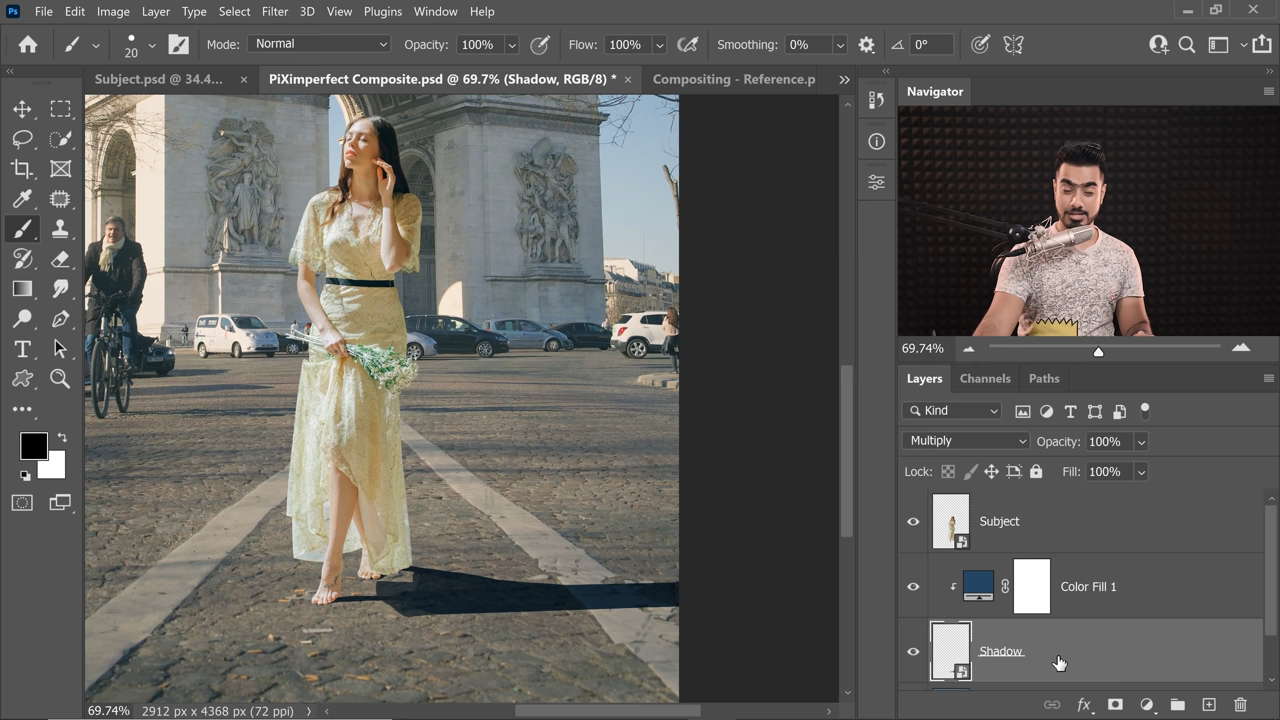 Ps File Edit Image Layer Type Select Filter 3D View Plugins Window Help
20 Mode: Normal Opacity: 100% Flow: 100% Smoothing: 0% 0°
Subject.psd @ 34.4... × PiXimperfect Composite.psd @ 69.7% (Shadow, RGB/8) * × Compositing - Reference.p
Navigator
69.74%
Layers Channels Paths
Kind
Multiply Opacity: 100%
Lock: Fill: 100%
Subject
Color Fill 1
Shadow
fx
69.74% 2912 px x 4368 px (72 ppi)